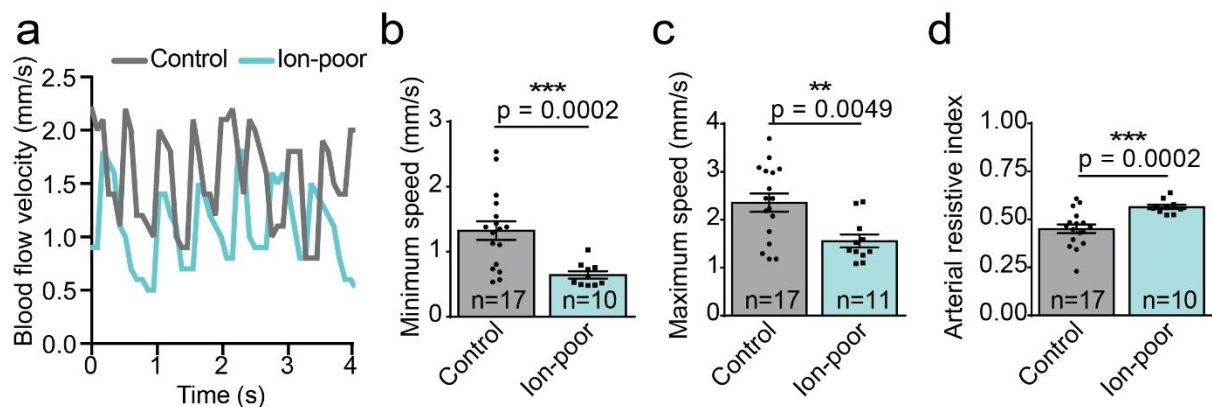 a
Control
Ion-poor
Blood flow velocity (mm/s)
2.5
2.0
1.5
1.0
0.5
0.0
0
1
2
3
4
Time (s)
b
***
p = 0.0002
Minimum speed (mm/s)
3
2
1
0
n=17
n=10
Control
Ion-poor
c
**
p = 0.0049
Maximum speed (mm/s)
4
3
2
1
0
n=17
n=11
Control
Ion-poor
d
***
p = 0.0002
Arterial resistive index
1.00
0.75
0.50
0.25
0.00
n=17
n=10
Control
Ion-poor